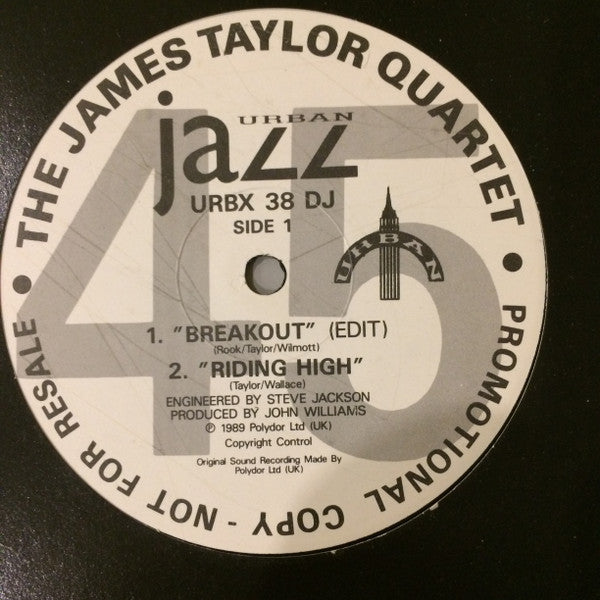 • THE JAMES TAYLOR QUARTET •
PROMOTIONAL COPY - NOT FOR RESALE
45
URBAN
jazz
URBX 38 DJ
SIDE 1
URBAN
1. "BREAKOUT" (EDIT)
(Rook/Taylor/Wilmott)
2. "RIDING HIGH"
(Taylor/Wallace)
ENGINEERED BY STEVE JACKSON
PRODUCED BY JOHN WILLIAMS
℗ 1989 Polydor Ltd (UK)
Copyright Control
Original Sound Recording Made By
Polydor Ltd (UK)